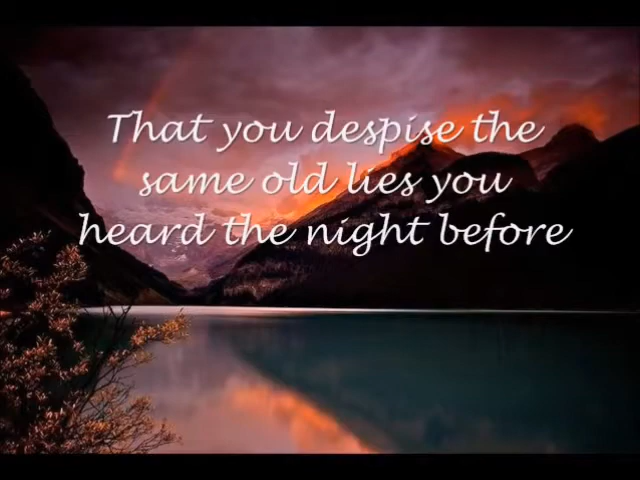 That you despise the
same old lies you
heard the night before